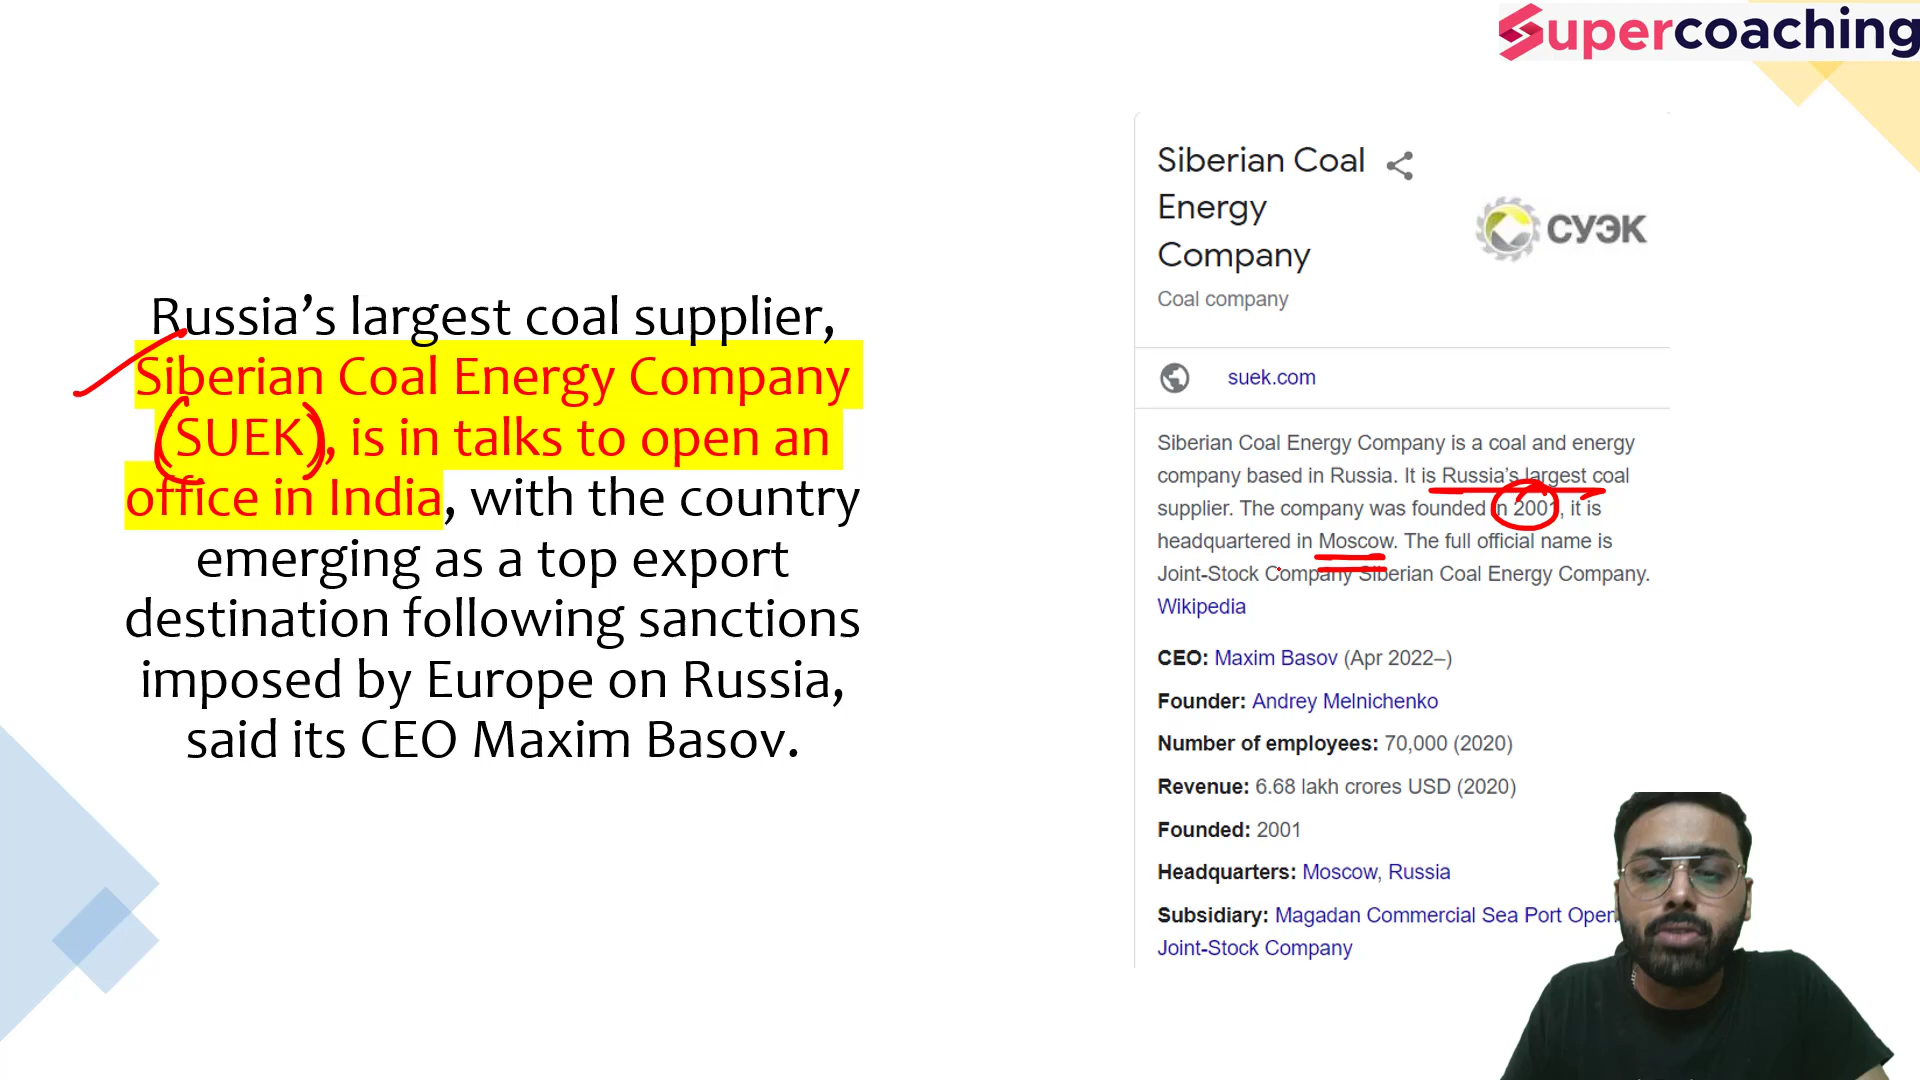 Supercoaching
Russia’s largest coal supplier,
Siberian Coal Energy Company
(SUEK), is in talks to open an
office in India, with the country
emerging as a top export
destination following sanctions
imposed by Europe on Russia,
said its CEO Maxim Basov.
Siberian Coal
Energy
Company
СУЭК
Coal company
suek.com
Siberian Coal Energy Company is a coal and energy
company based in Russia. It is Russia’s largest coal
supplier. The company was founded in 2001, it is
headquartered in Moscow. The full official name is
Joint-Stock Company Siberian Coal Energy Company.
Wikipedia
CEO: Maxim Basov (Apr 2022–)
Founder: Andrey Melnichenko
Number of employees: 70,000 (2020)
Revenue: 6.68 lakh crores USD (2020)
Founded: 2001
Headquarters: Moscow, Russia
Subsidiary: Magadan Commercial Sea Port Open
Joint-Stock Company